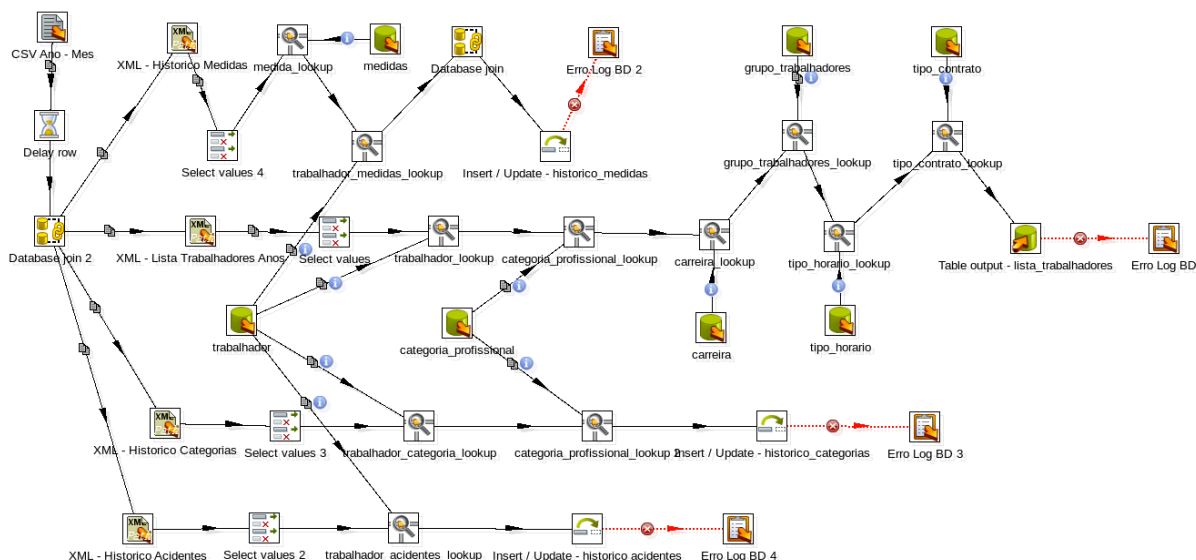 CSV Ano - Mes
XML - Historico Medidas
medida_lookup
medidas
Database join
Erro Log BD 2
grupo_trabalhadores
tipo_contrato
Delay row
Select values 4
trabalhador_medidas_lookup
Insert / Update - historico_medidas
grupo_trabalhadores_lookup
tipo_contrato_lookup
Database join 2
XML - Lista Trabalhadores Anos
Select values
trabalhador_lookup
categoria_profissional_lookup
carreira_lookup
tipo_horario_lookup
Table output - lista_trabalhadores
Erro Log BD
trabalhador
categoria_profissional
carreira
tipo_horario
XML - Historico Categorias
Select values 3
trabalhador_categoria_lookup
categoria_profissional_lookup 2
Insert / Update - historico_categorias
Erro Log BD 3
XML - Historico Acidentes
Select values 2
trabalhador_acidentes_lookup
Insert / Update - historico acidentes
Erro Log BD 4